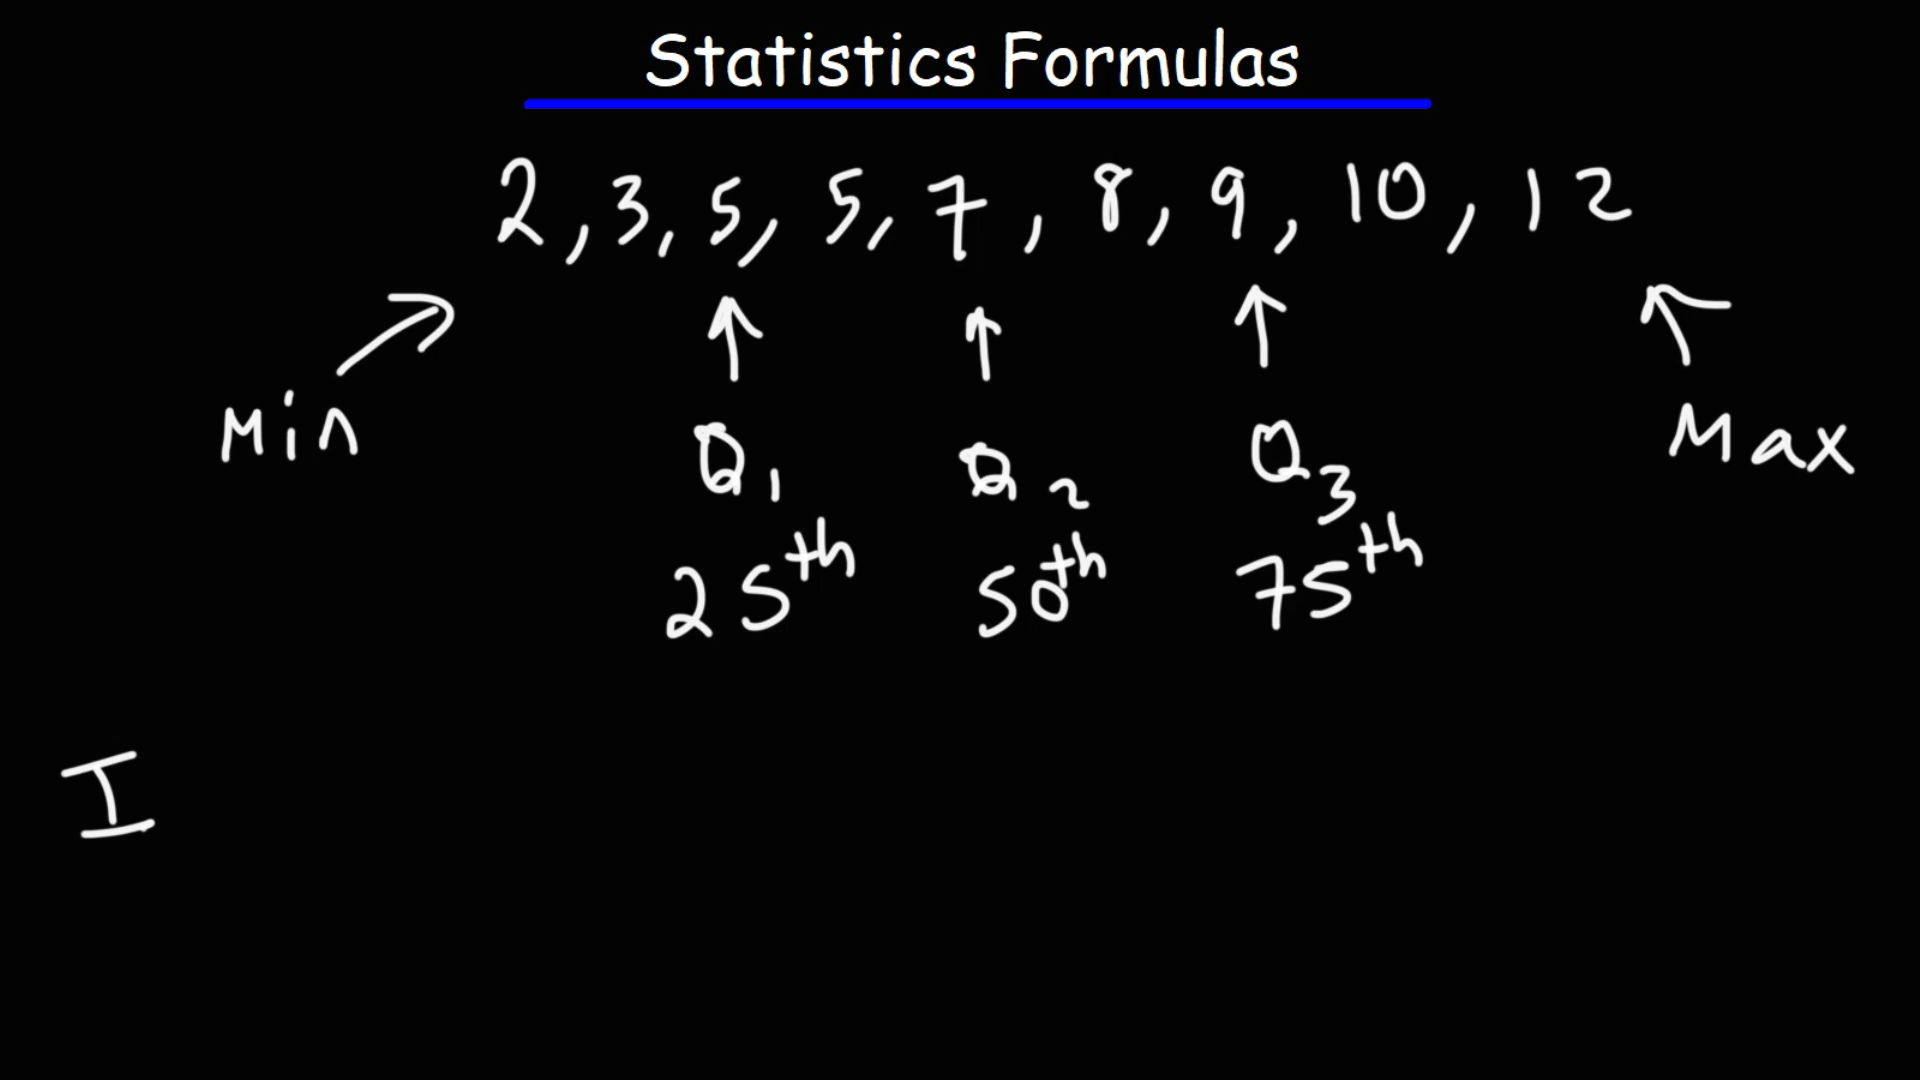 Statistics Formulas
2, 3, 5, 5, 7, 8, 9, 10, 12
Min Q1 Q2 Q3 Max
25th 50th 75th
I